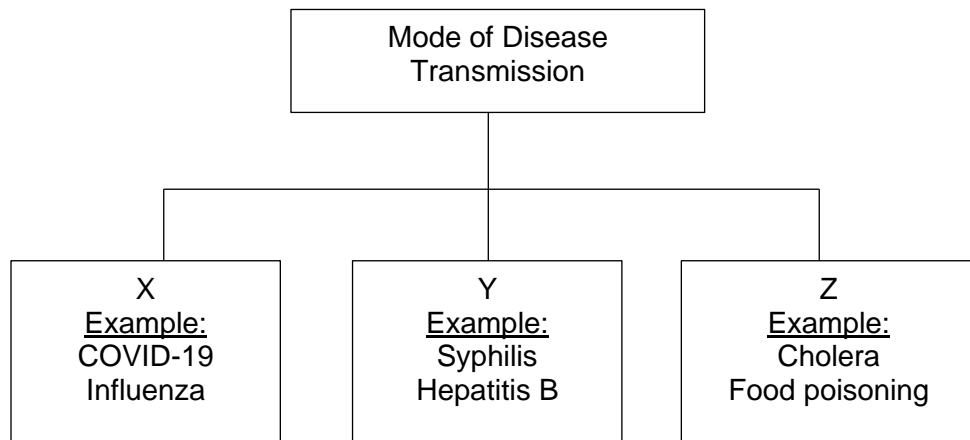 Mode of Disease
Transmission
X
Example:
COVID-19
Influenza
Y
Example:
Syphilis
Hepatitis B
Z
Example:
Cholera
Food poisoning